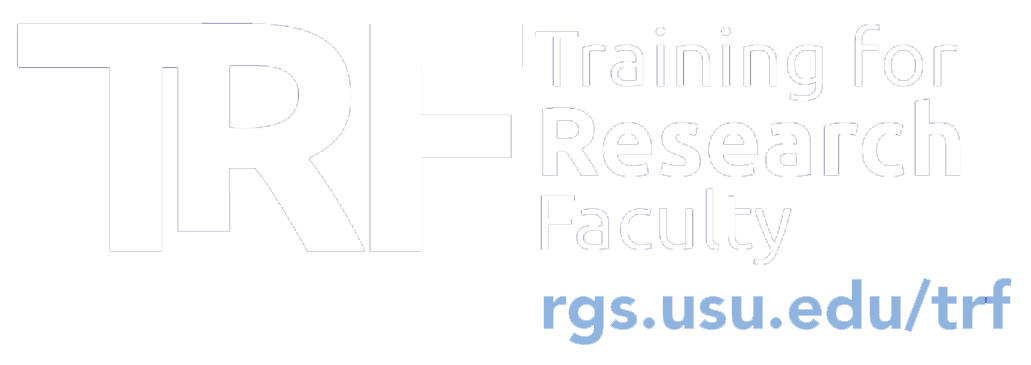 TRF
Training for
Research
Faculty
rgs.usu.edu/trf